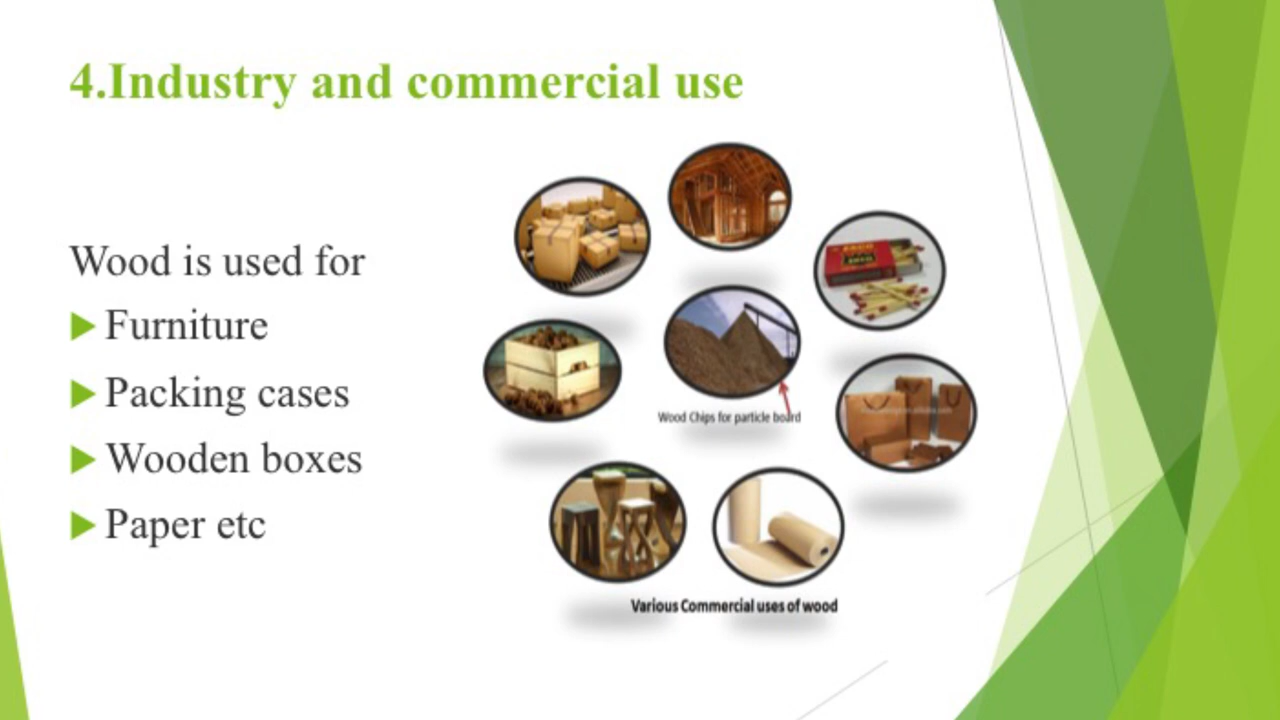 4.Industry and commercial use
Wood is used for
Furniture
Packing cases
Wooden boxes
Paper etc
Wood Chips for particle board
Various Commercial uses of wood